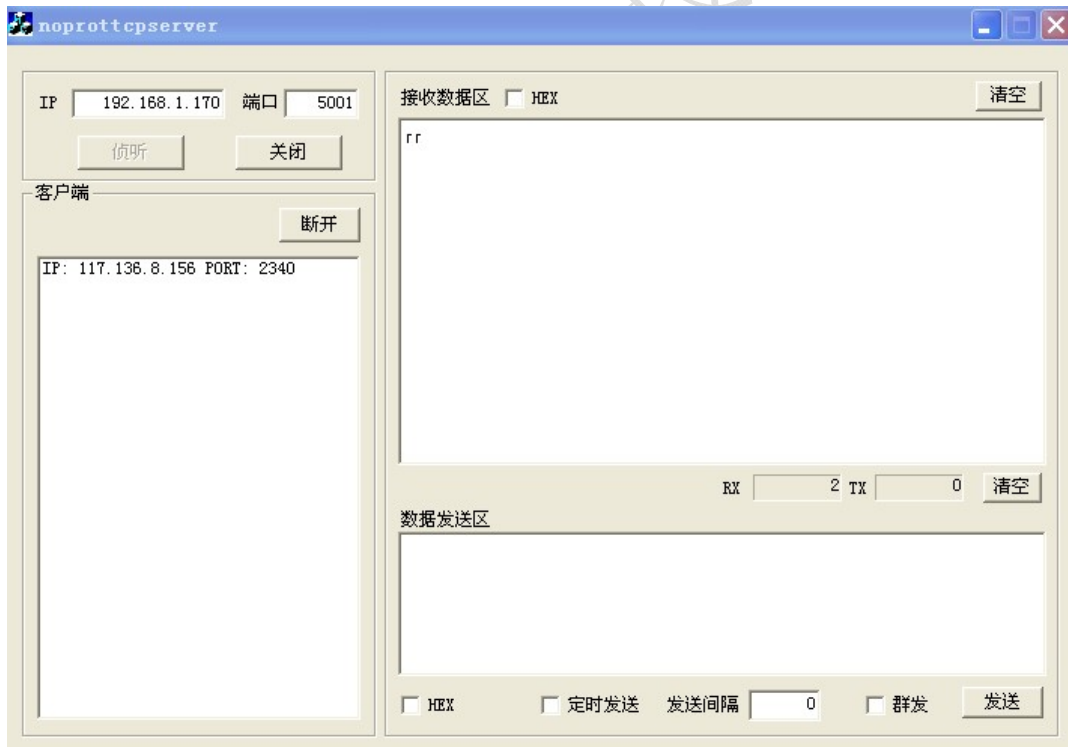 noprottcpserver
IP 192.168.1.170 端口 5001
侦听 关闭
客户端
断开
IP: 117.136.8.156 PORT: 2340
接收数据区 HEX 清空
rr
RX 2 TX 0 清空
数据发送区
HEX 定时发送 发送间隔 0 群发 发送